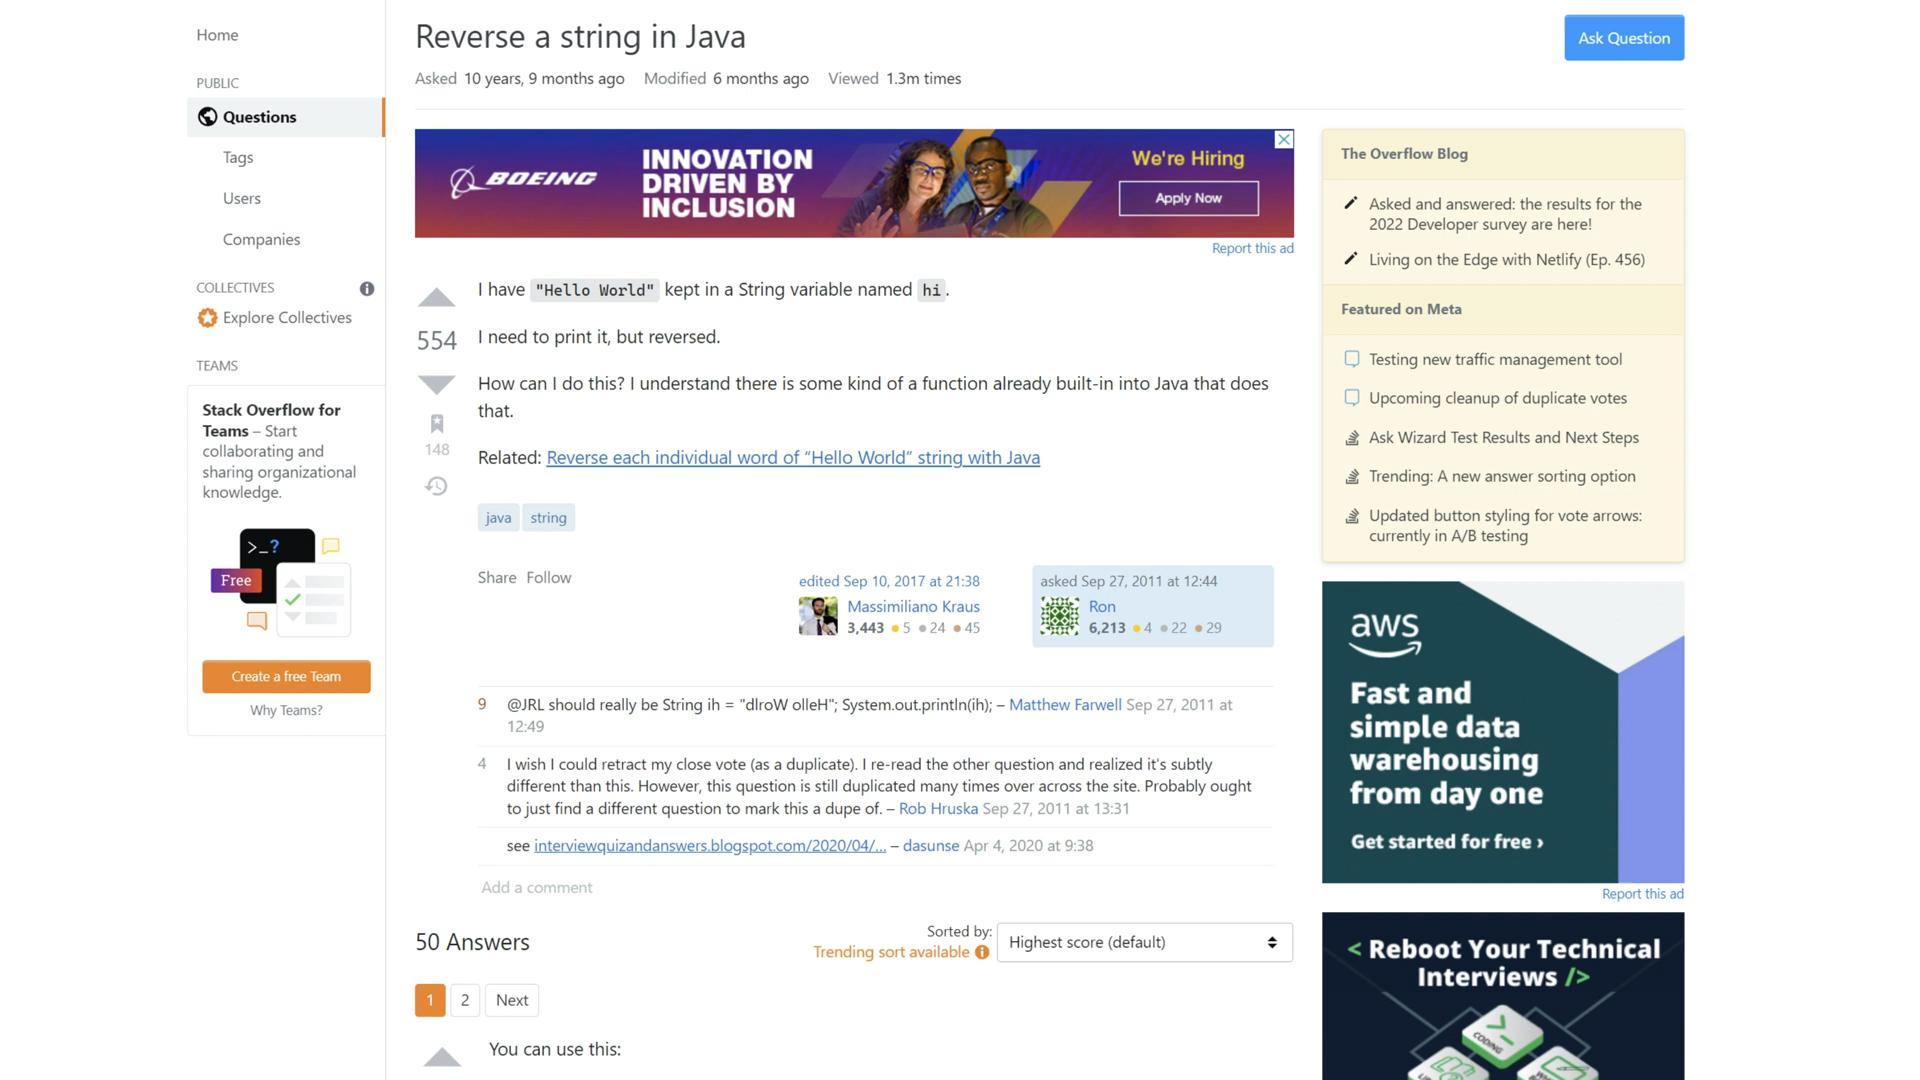 Home
PUBLIC
Questions
Tags
Users
Companies
COLLECTIVES
Explore Collectives
TEAMS
Stack Overflow for
Teams – Start
collaborating and
sharing organizational
knowledge.
>_?
Free
Create a free Team
Why Teams?
Reverse a string in Java
Ask Question
Asked 10 years, 9 months ago Modified 6 months ago Viewed 1.3m times
BOEING
INNOVATION
DRIVEN BY
INCLUSION
We're Hiring
Apply Now
Report this ad
I have "Hello World" kept in a String variable named hi.
554
I need to print it, but reversed.
How can I do this? I understand there is some kind of a function already built-in into Java that does
that.
148
Related: Reverse each individual word of “Hello World” string with Java
java string
Share Follow
edited Sep 10, 2017 at 21:38
Massimiliano Kraus
3,443 5 24 45
asked Sep 27, 2011 at 12:44
Ron
6,213 4 22 29
9 @JRL should really be String ih = "dlroW olleH"; System.out.println(ih); – Matthew Farwell Sep 27, 2011 at
12:49
4 I wish I could retract my close vote (as a duplicate). I re-read the other question and realized it's subtly
different than this. However, this question is still duplicated many times over across the site. Probably ought
to just find a different question to mark this a dupe of. – Rob Hruska Sep 27, 2011 at 13:31
see interviewquizandanswers.blogspot.com/2020/04/… – dasunse Apr 4, 2020 at 9:38
Add a comment
50 Answers
Sorted by:
Trending sort available
Highest score (default)
1 2 Next
You can use this:
The Overflow Blog
Asked and answered: the results for the
2022 Developer survey are here!
Living on the Edge with Netlify (Ep. 456)
Featured on Meta
Testing new traffic management tool
Upcoming cleanup of duplicate votes
Ask Wizard Test Results and Next Steps
Trending: A new answer sorting option
Updated button styling for vote arrows:
currently in A/B testing
aws
Fast and
simple data
warehousing
from day one
Get started for free ›
Report this ad
< Reboot Your Technical
Interviews />
CODING